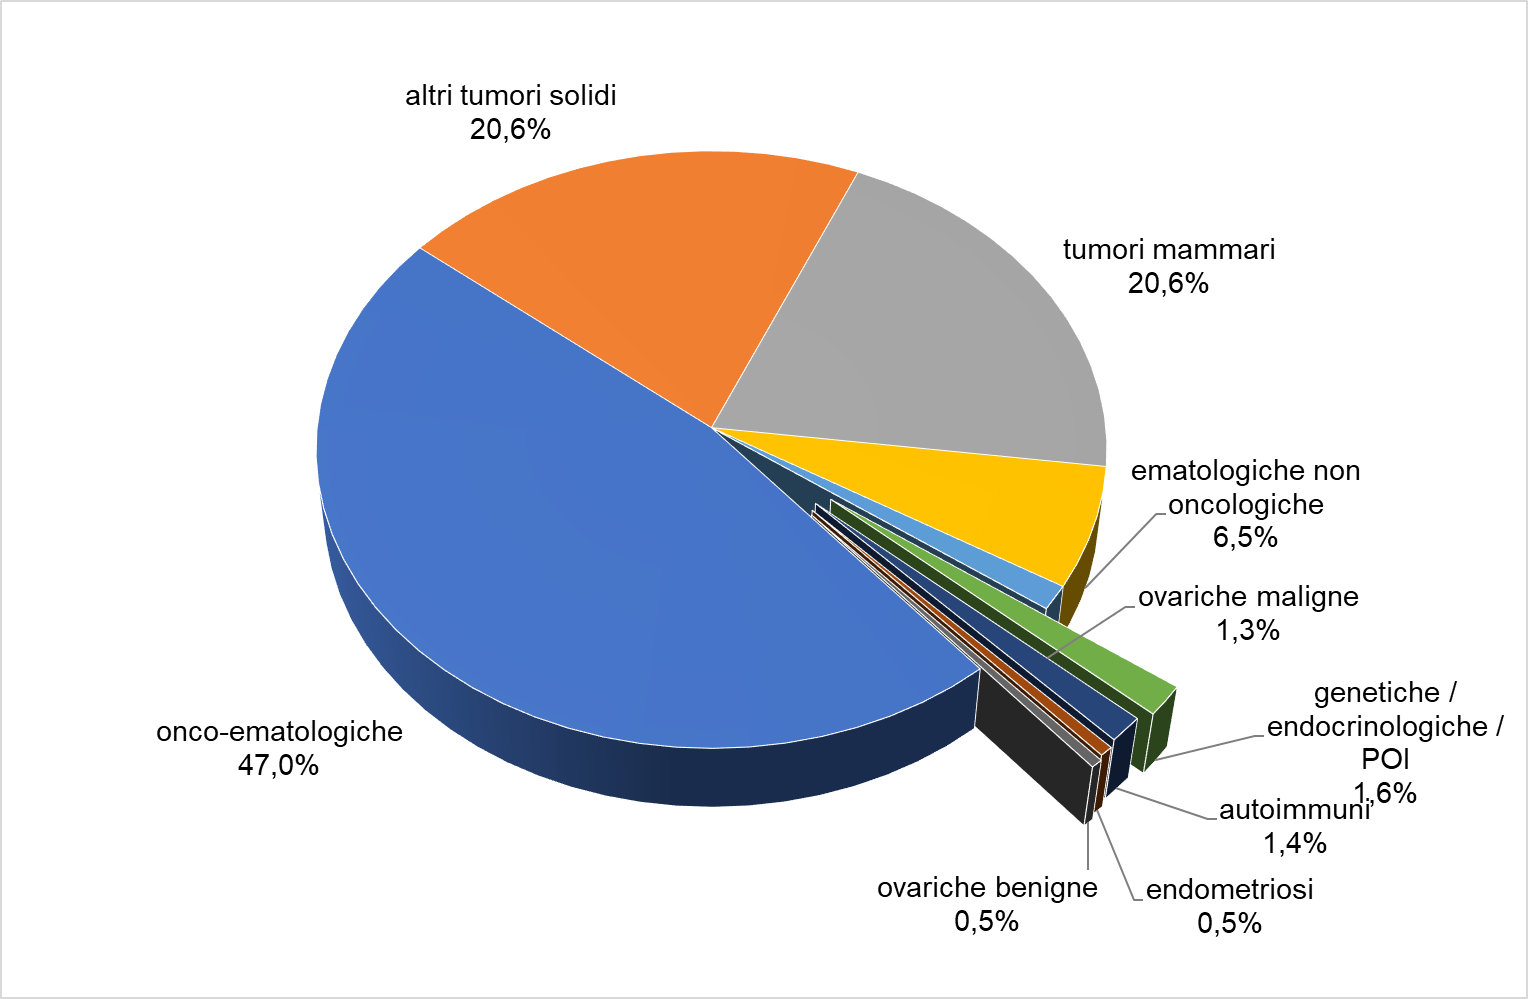 altri tumori solidi
20,6%
tumori mammari
20,6%
ematologiche non
oncologiche
6,5%
ovariche maligne
1,3%
genetiche /
endocrinologiche /
POI
1,6%
autoimmuni
1,4%
endometriosi
0,5%
ovariche benigne
0,5%
onco-ematologiche
47,0%